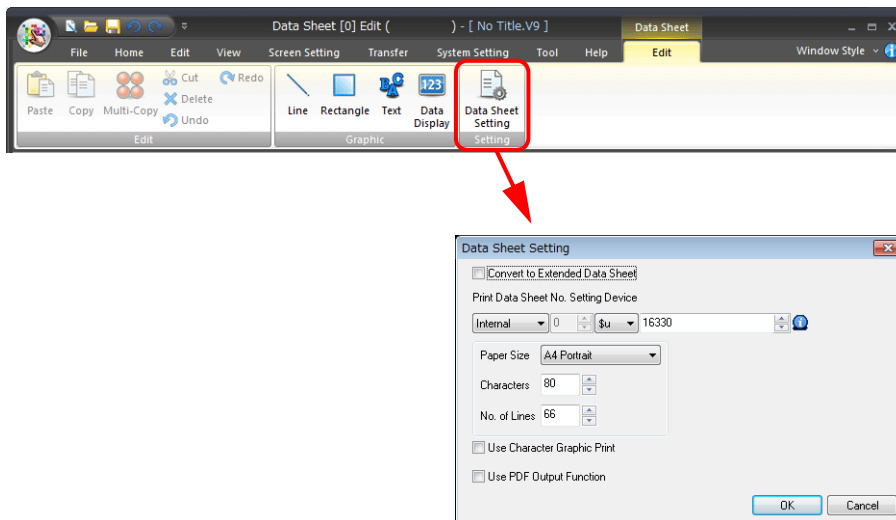 Data Sheet [0] Edit ( ) - [ No Title.V9 ]
Data Sheet
File Home Edit View Screen Setting Transfer System Setting Tool Help Edit Window Style
Paste Copy Multi-Copy Cut Delete Undo Redo
Line Rectangle Text 123 Data Display
Data Sheet Setting
Edit Graphic Setting
Data Sheet Setting
Convert to Extended Data Sheet
Print Data Sheet No. Setting Device
Internal 0 $u 16330
Paper Size A4 Portrait
Characters 80
No. of Lines 66
Use Character Graphic Print
Use PDF Output Function
OK Cancel